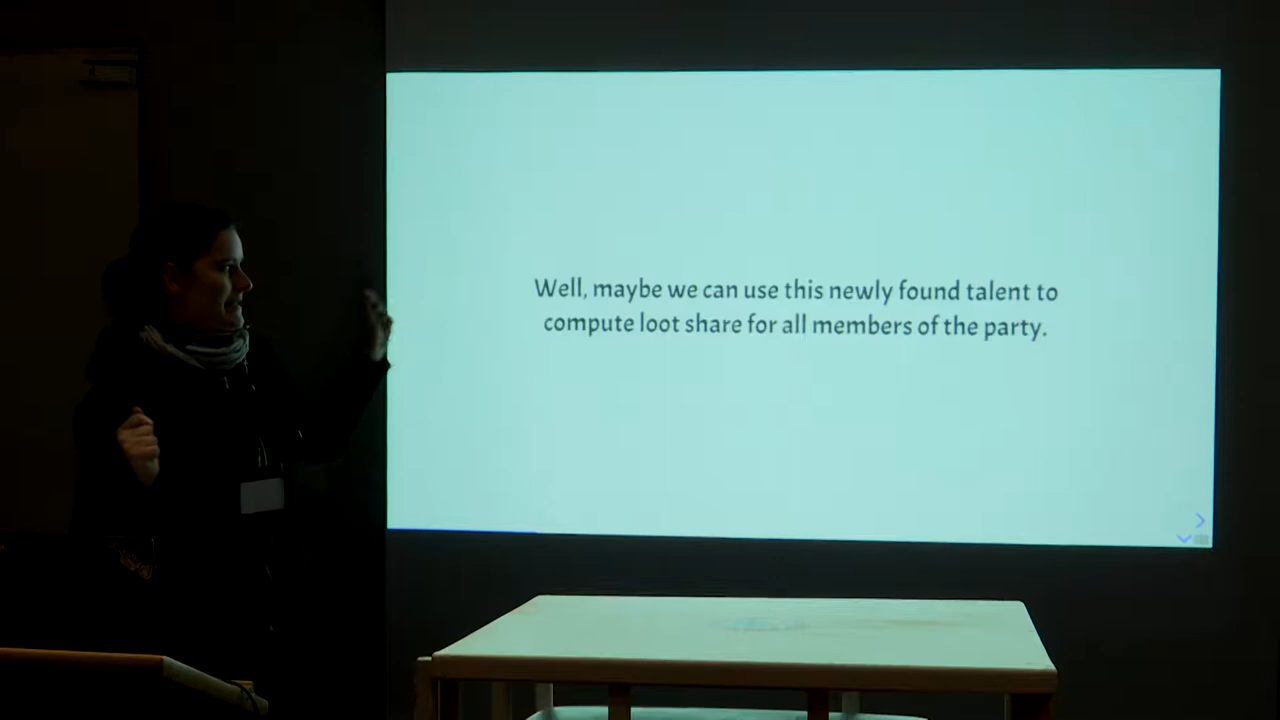 Well, maybe we can use this newly found talent to
compute loot share for all members of the party.